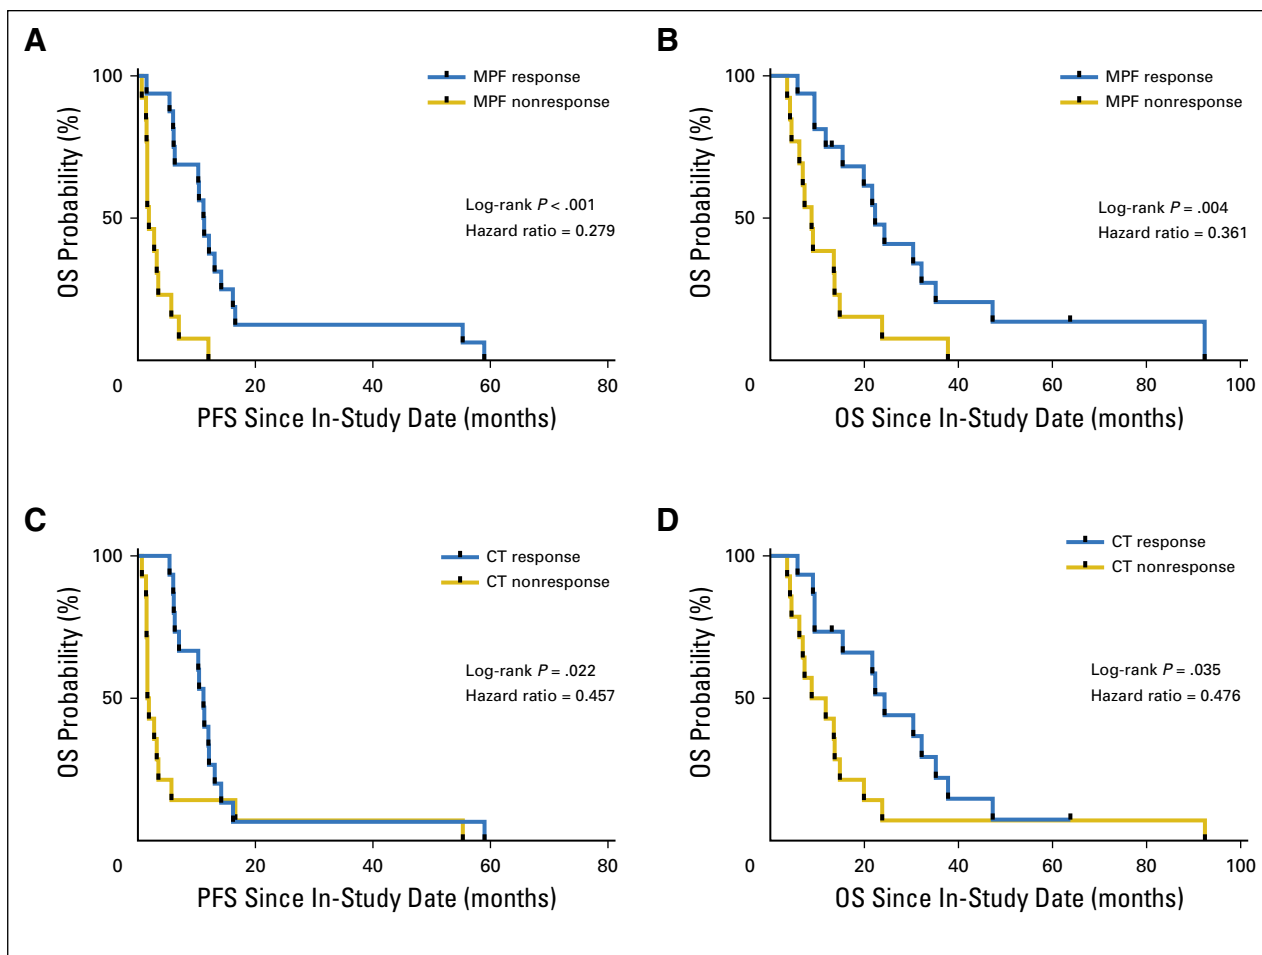 A
OS Probability (%)
100
50
0
20
40
60
80
MPF response
MPF nonresponse
Log-rank P < .001
Hazard ratio = 0.279
PFS Since In-Study Date (months)
B
OS Probability (%)
100
50
0
20
40
60
80
100
MPF response
MPF nonresponse
Log-rank P = .004
Hazard ratio = 0.361
OS Since In-Study Date (months)
C
OS Probability (%)
100
50
0
20
40
60
80
CT response
CT nonresponse
Log-rank P = .022
Hazard ratio = 0.457
PFS Since In-Study Date (months)
D
OS Probability (%)
100
50
0
20
40
60
80
100
CT response
CT nonresponse
Log-rank P = .035
Hazard ratio = 0.476
OS Since In-Study Date (months)